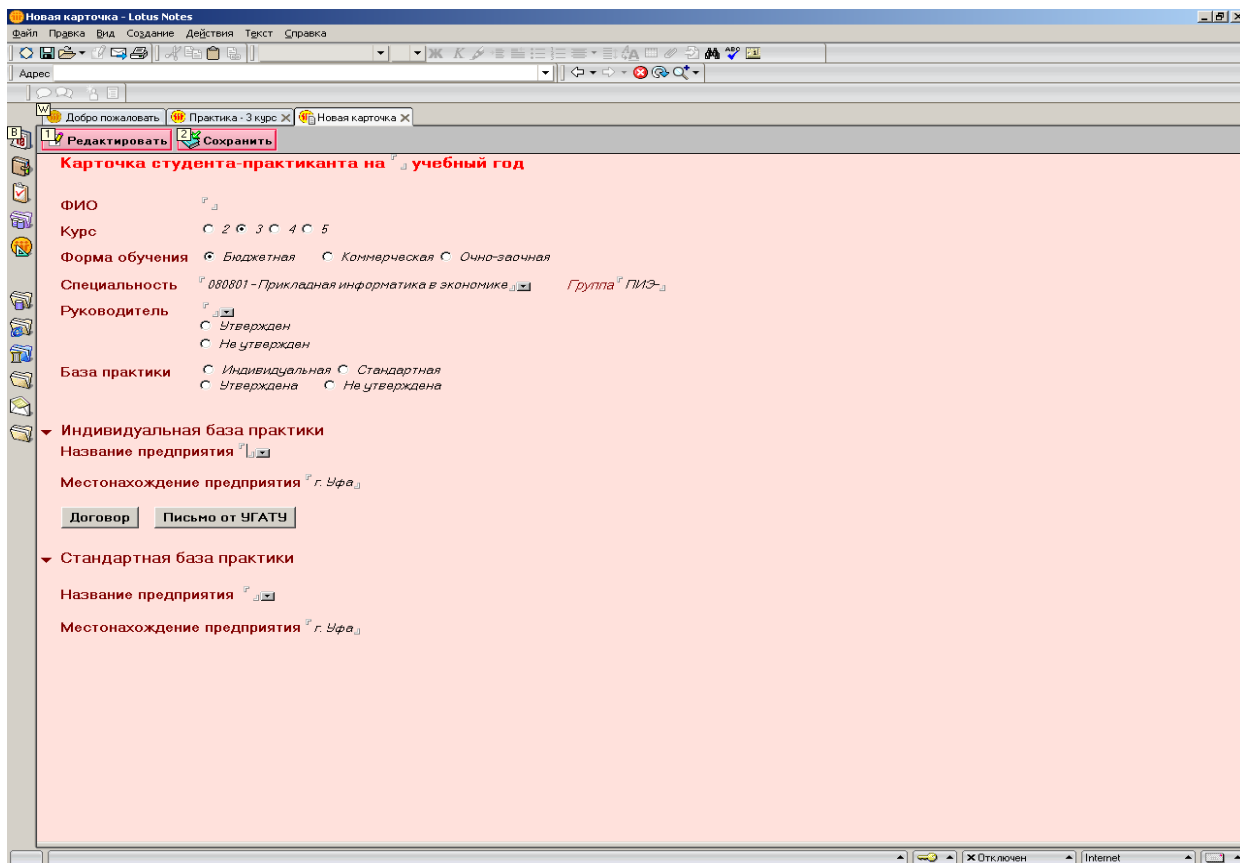 Новая карточка - Lotus Notes
Файл Правка Вид Создание Действия Текст Справка
Ж К
Адрес
W
Добро пожаловать Практика - 3 курс Новая карточка
В 1 Редактировать 2 Сохранить
Карточка студента-практиканта на учебный год
ФИО
Курс 2 3 4 5
Форма обучения Бюджетная Коммерческая Очно-заочная
Специальность 080801 - Прикладная информатика в экономике Группа ПИЭ-
Руководитель
Утвержден
Не утвержден
База практики Индивидуальная Стандартная
Утверждена Не утверждена
Индивидуальная база практики
Название предприятия
Местонахождение предприятия г. Уфа
Договор Письмо от УГАТУ
Стандартная база практики
Название предприятия
Местонахождение предприятия г. Уфа
Отключен Internet